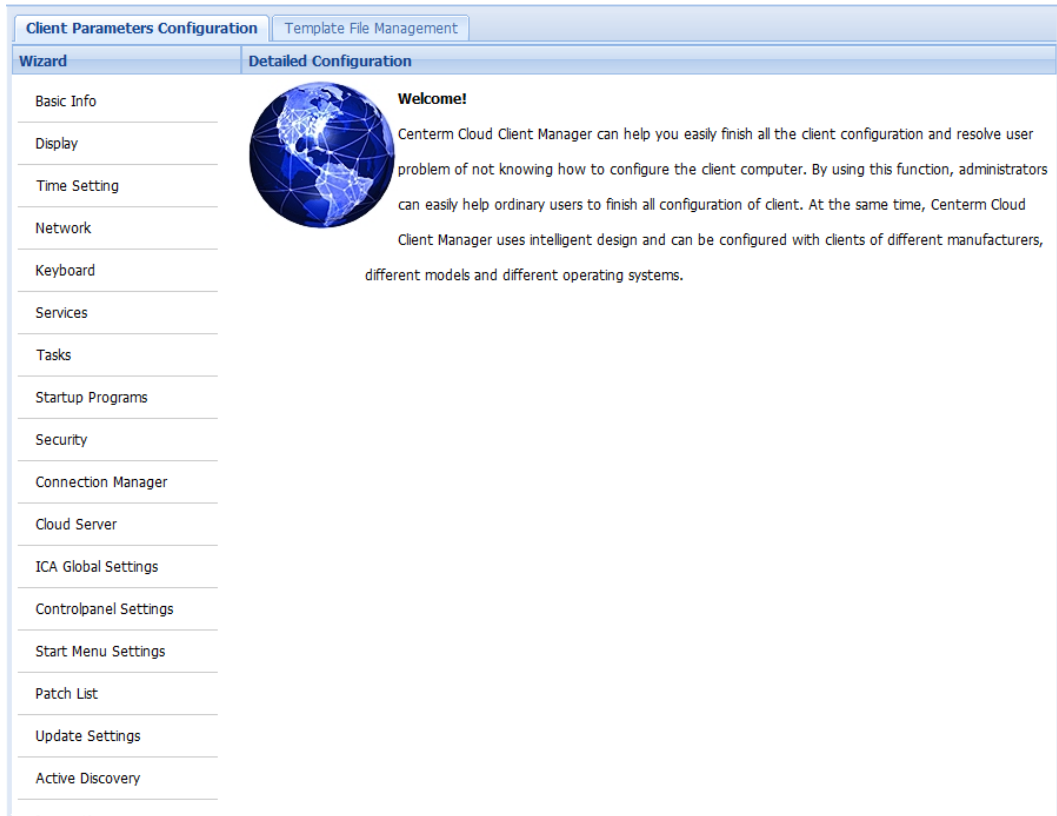 Client Parameters Configuration
Template File Management
Wizard
Detailed Configuration
Basic Info
Display
Time Setting
Network
Keyboard
Services
Tasks
Startup Programs
Security
Connection Manager
Cloud Server
ICA Global Settings
Controlpanel Settings
Start Menu Settings
Patch List
Update Settings
Active Discovery
Welcome!
Centerm Cloud Client Manager can help you easily finish all the client configuration and resolve user
problem of not knowing how to configure the client computer. By using this function, administrators
can easily help ordinary users to finish all configuration of client. At the same time, Centerm Cloud
Client Manager uses intelligent design and can be configured with clients of different manufacturers,
different models and different operating systems.